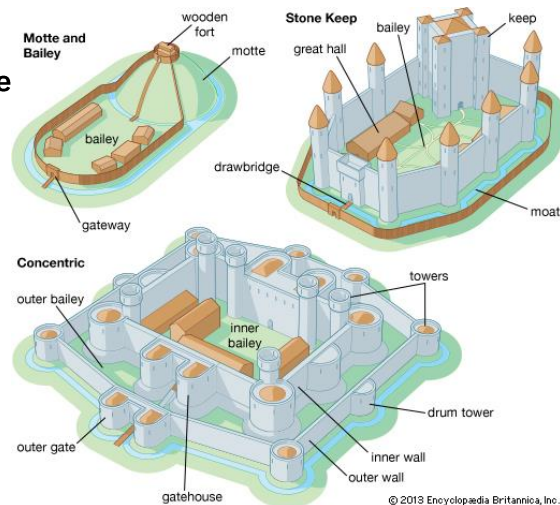 Motte and
Bailey
wooden
fort
motte
bailey
gateway
Stone Keep
bailey
keep
great hall
drawbridge
moat
Concentric
outer bailey
inner
bailey
towers
drum tower
inner wall
outer wall
outer gate
gatehouse
© 2013 Encyclopædia Britannica, Inc.